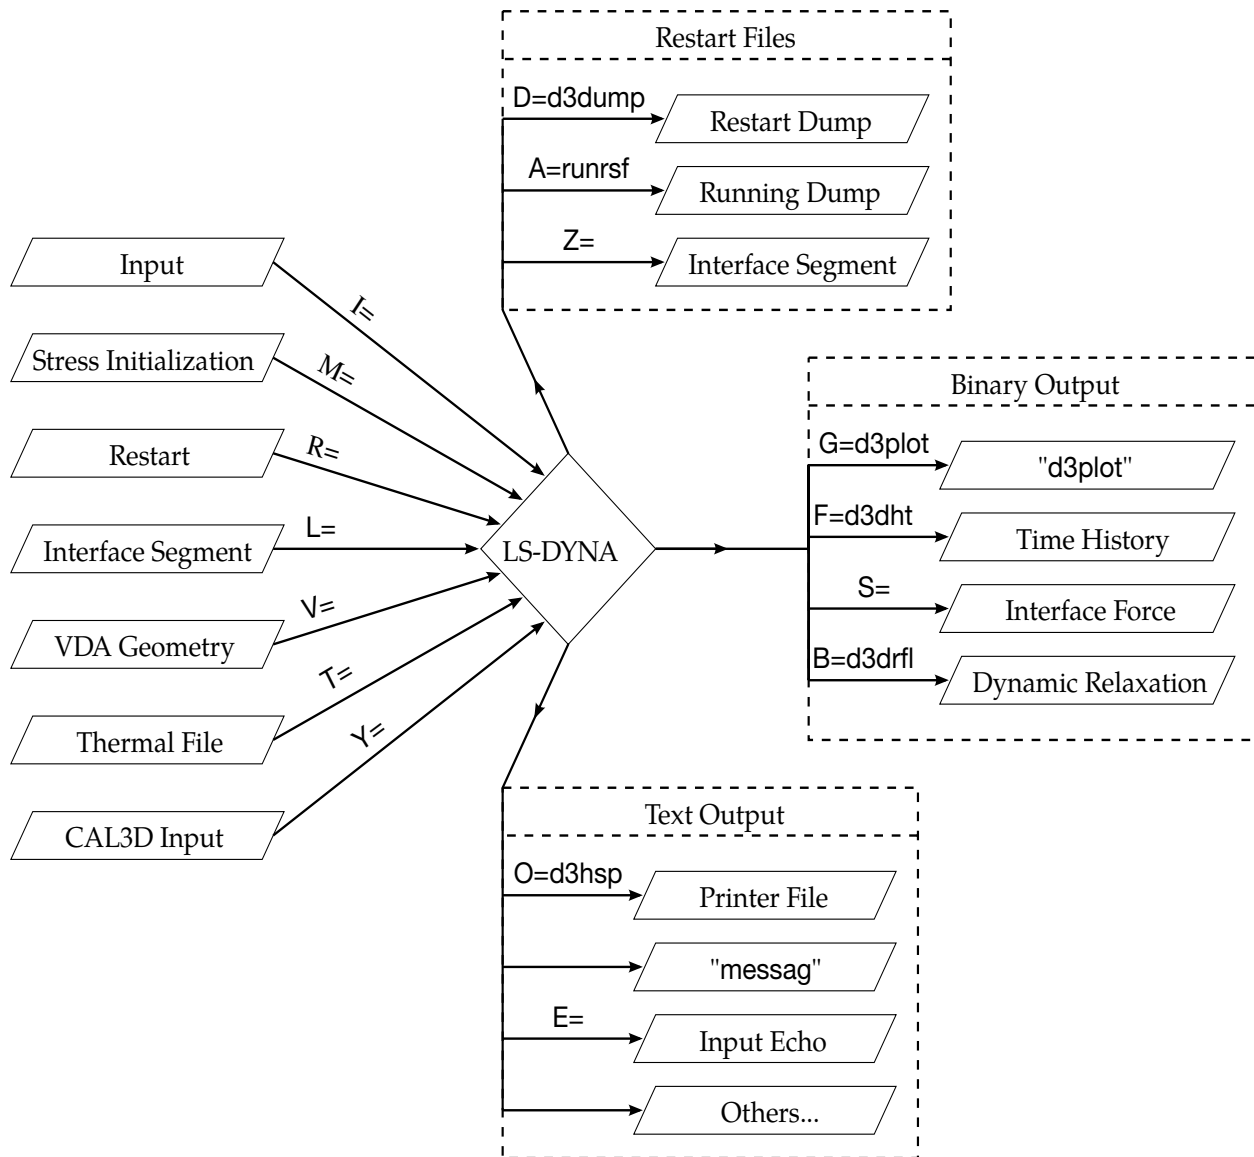 Restart Files
D=d3dump
Restart Dump
A=runrsf
Running Dump
Z=
Interface Segment
Input
I=
Stress Initialization
M=
Restart
R=
Interface Segment
L=
VDA Geometry
V=
Thermal File
T=
CAL3D Input
Y=
LS-DYNA
Binary Output
G=d3plot
"d3plot"
F=d3dht
Time History
S=
Interface Force
B=d3drfl
Dynamic Relaxation
Text Output
O=d3hsp
Printer File
"messag"
E=
Input Echo
Others...